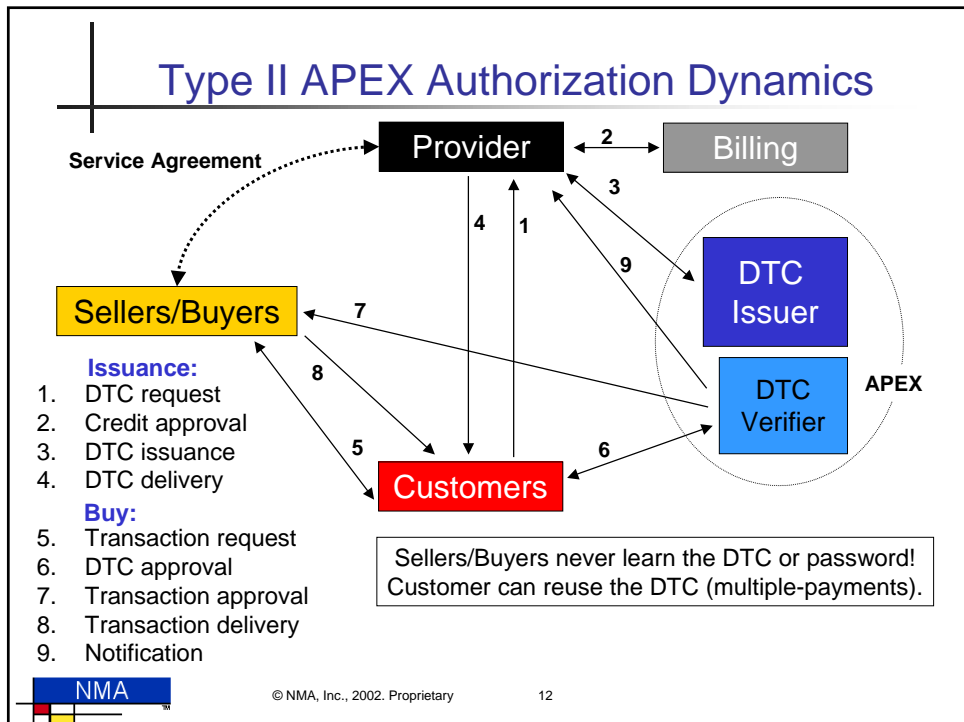 Type II APEX Authorization Dynamics
Service Agreement
Provider
2
Billing
3
4
1
9
DTC
Issuer
Sellers/Buyers
7
8
DTC
Verifier
APEX
5
6
Customers
Issuance:
1. DTC request
2. Credit approval
3. DTC issuance
4. DTC delivery
Buy:
5. Transaction request
6. DTC approval
7. Transaction approval
8. Transaction delivery
9. Notification
Sellers/Buyers never learn the DTC or password!
Customer can reuse the DTC (multiple-payments).
NMA
TM
© NMA, Inc., 2002. Proprietary
12